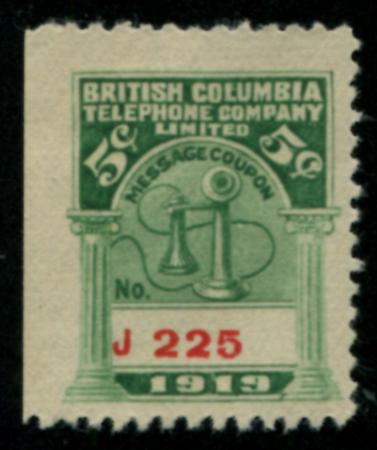 BRITISH COLUMBIA
TELEPHONE COMPANY
LIMITED
5¢ 5¢
MESSAGE COUPON
No.
J 225
1919